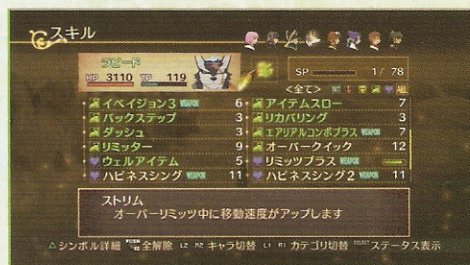 スキル
ラピード
HP 3110 TP 119
SP 1/ 78
<全て>
イベイジョン3 WEAPON 6
アイテムスロー 7
バックステップ 3
リカバリング 3
ダッシュ 3
エアリアルコンボプラス WEAPON 7
リミッター 9
オーバークイック 12
ウェルアイテム 5
リミッツプラス WEAPON
ハピネスシング WEAPON 11
ハピネスシング2 WEAPON 11
ストリム
オーバーリミッツ中に移動速度がアップします
△シンボル詳細 PUSH 全解除 L2 R2 キャラ切替 L1 R1 カテゴリ切替 SELECT ステータス表示